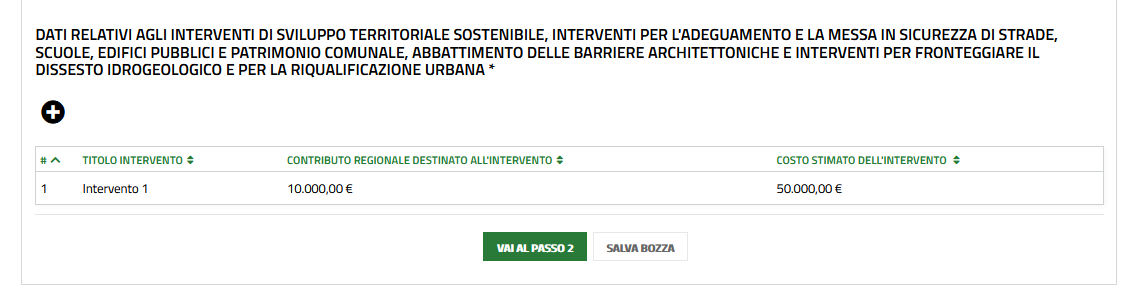 DATI RELATIVI AGLI INTERVENTI DI SVILUPPO TERRITORIALE SOSTENIBILE, INTERVENTI PER L'ADEGUAMENTO E LA MESSA IN SICUREZZA DI STRADE,
SCUOLE, EDIFICI PUBBLICI E PATRIMONIO COMUNALE, ABBATTIMENTO DELLE BARRIERE ARCHITETTONICHE E INTERVENTI PER FRONTEGGIARE IL
DISSESTO IDROGEOLOGICO E PER LA RIQUALIFICAZIONE URBANA *
# TITOLO INTERVENTO CONTRIBUTO REGIONALE DESTINATO ALL'INTERVENTO COSTO STIMATO DELL'INTERVENTO
1 Intervento 1 10.000,00 € 50.000,00 €
VAI AL PASSO 2 SALVA BOZZA